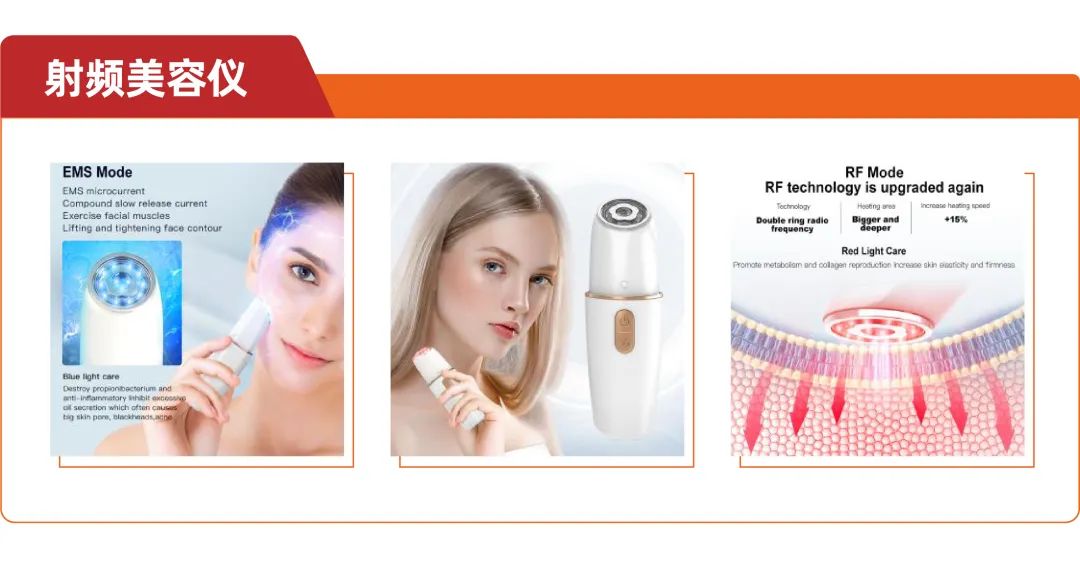 射频美容仪
EMS Mode
EMS microcurrent
Compound slow release current
Exercise facial muscles
Lifting and tightening face contour
Blue light care
Destroy propionibacterium and
anti-inflammatory Inhibit excessive
oil secretion which often causes
big skin pore, blackheads,acne
RF Mode
RF technology is upgraded again
Technology
Double ring radio
frequency
Heating area
Bigger and
deeper
Increase heating speed
+15%
Red Light Care
Promote metabolism and collagen reproduction Increase skin elasticity and firmness